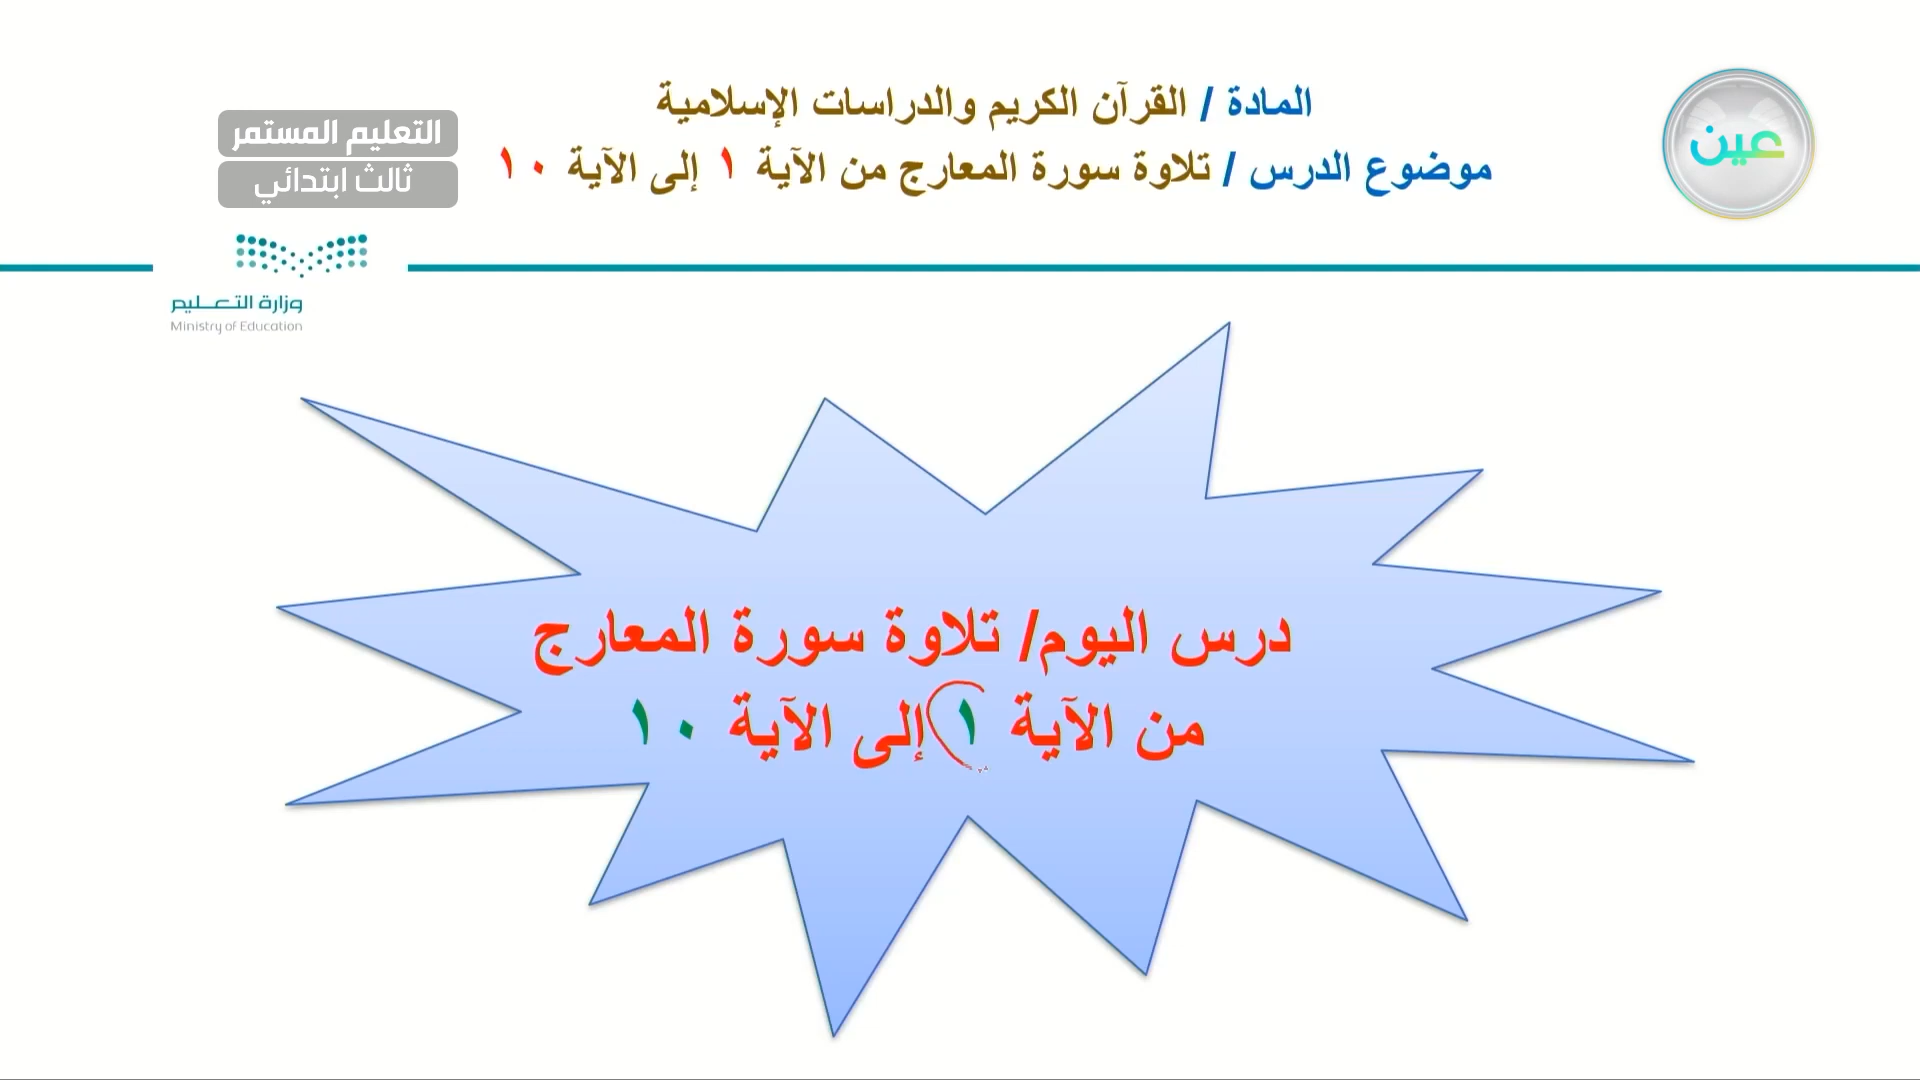 المادة / القرآن الكريم والدراسات الإسلامية
موضوع الدرس / تلاوة سورة المعارج من الآية ١ إلى الآية ١٠
عين
التعليم المستمر
ثالث ابتدائي
وزارة التعليم
Ministry of Education
درس اليوم/ تلاوة سورة المعارج
من الآية ١ إلى الآية ١٠